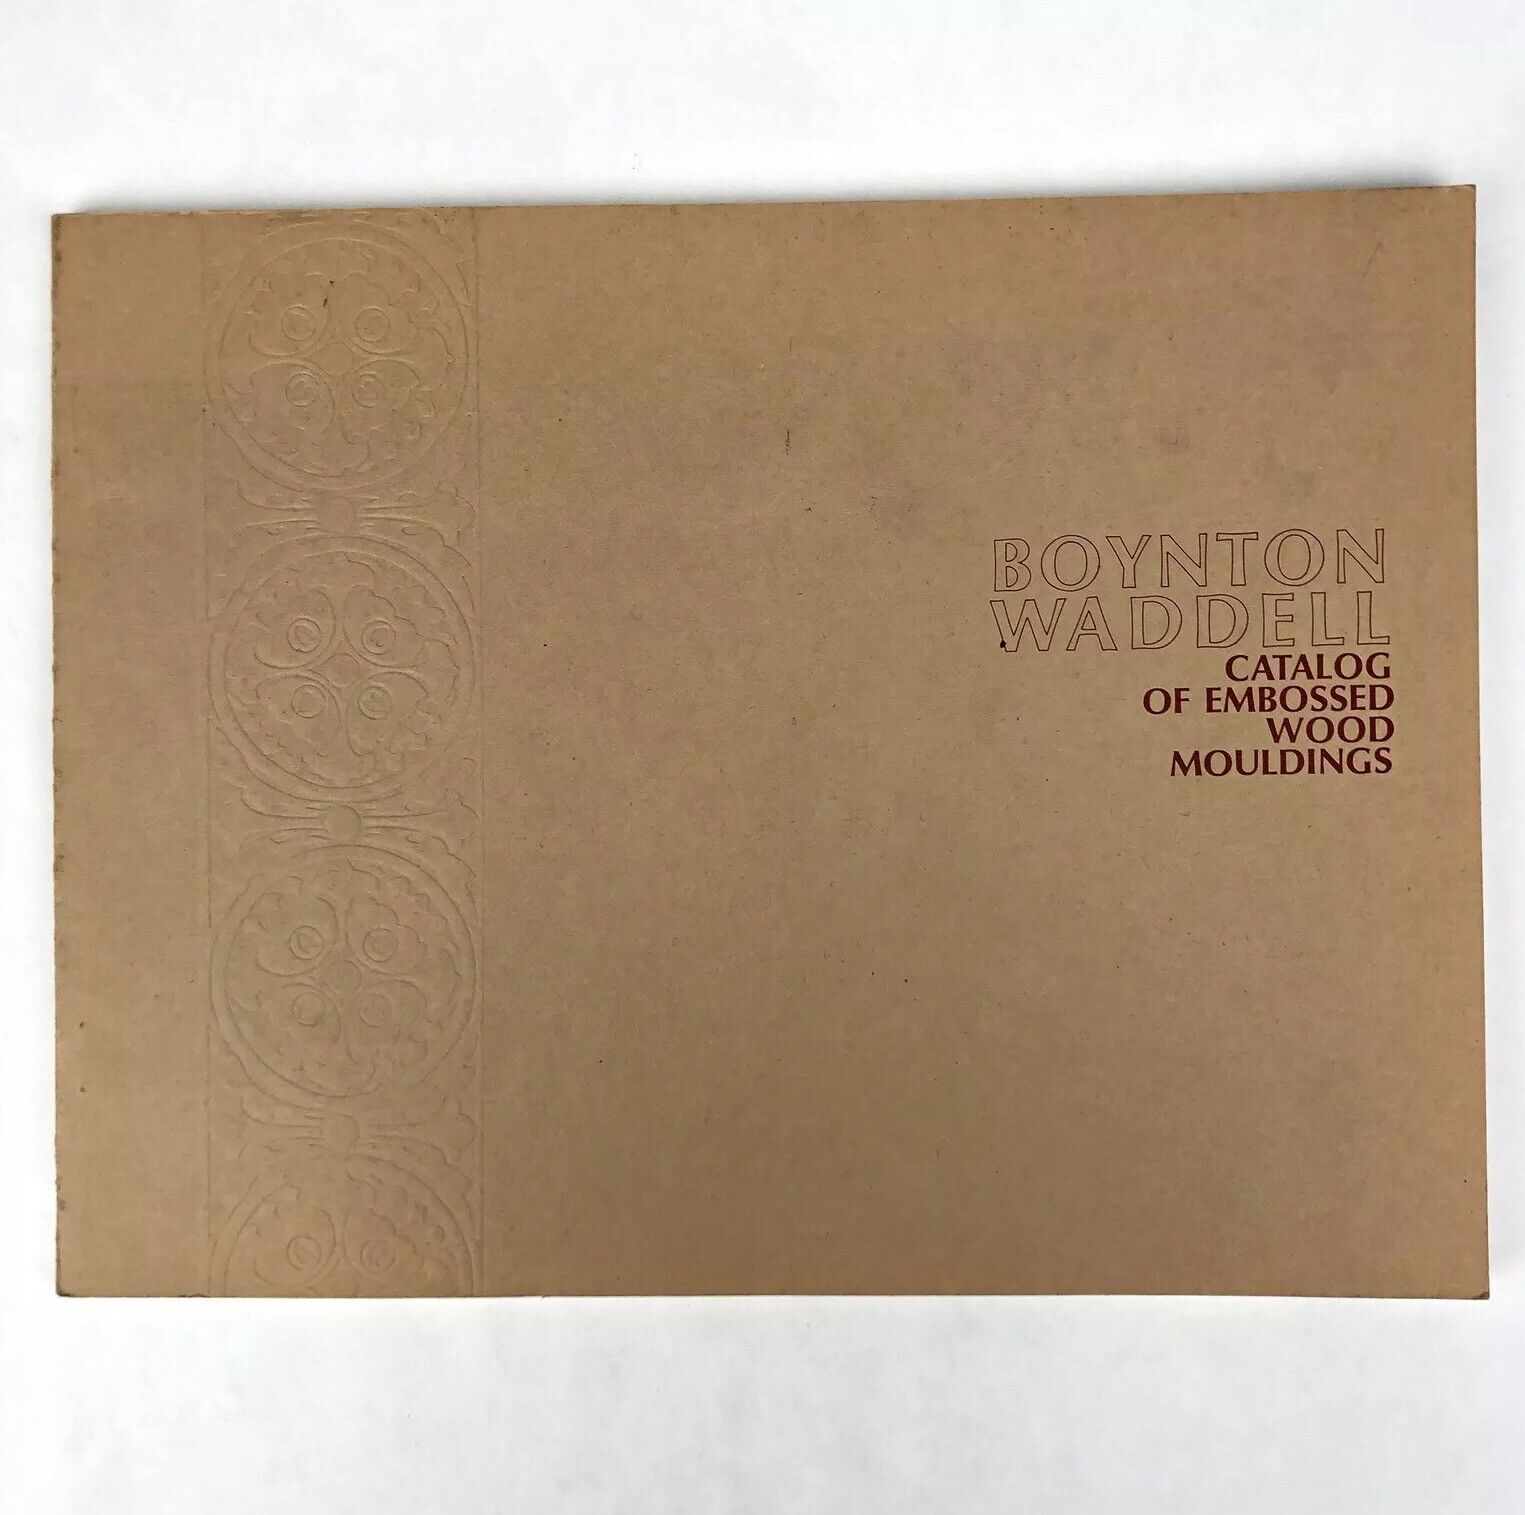 BOYNTON
WADDELL
CATALOG
OF EMBOSSED
WOOD
MOULDINGS